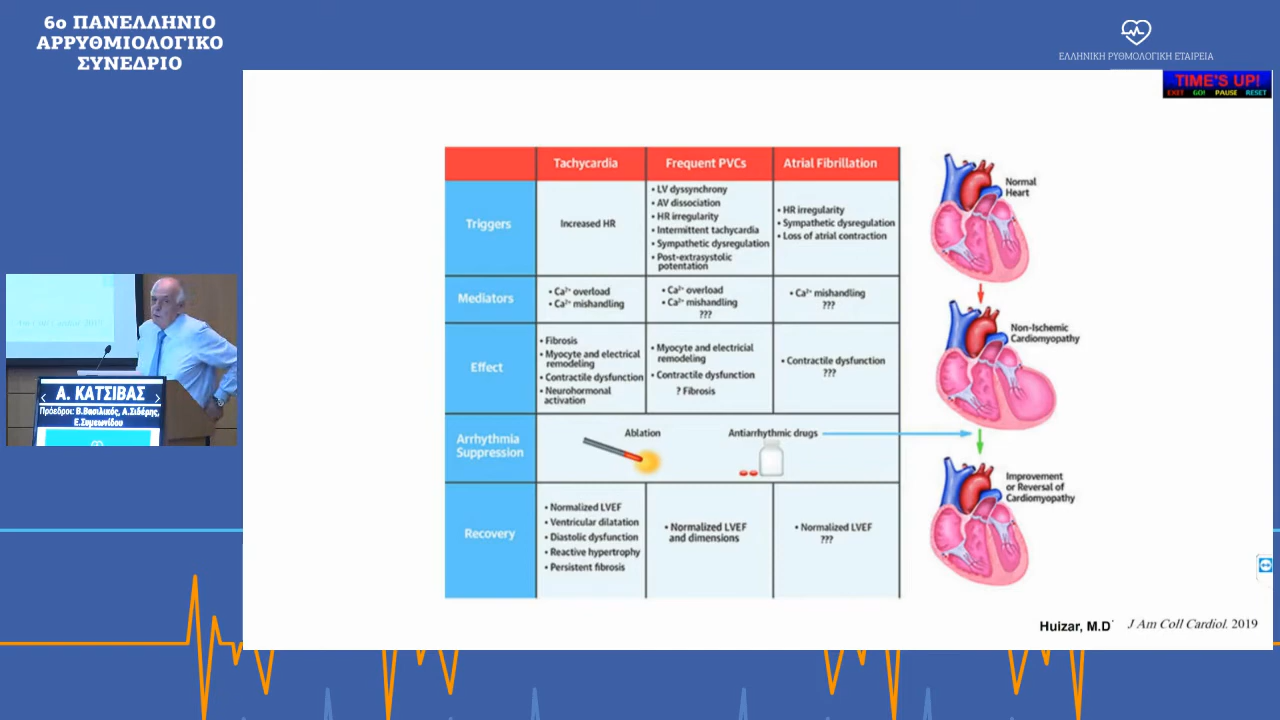 6ο ΠΑΝΕΛΛΗΝΙΟ
ΑΡΡΥΘΜΙΟΛΟΓΙΚΟ
ΣΥΝΕΔΡΙΟ
ΕΛΛΗΝΙΚΗ ΡΥΘΜΟΛΟΓΙΚΗ ΕΤΑΙΡΕΙΑ
TIME'S UP!
EXIT GO! PAUSE RESET
Tachycardia
Frequent PVCs
Atrial Fibrillation
Triggers
Increased HR
• LV dyssynchrony
• AV dissociation
• HR irregularity
• Intermittent tachycardia
• Sympathetic dysregulation
• Post-extrasystolic
potentation
• HR irregularity
• Sympathetic dysregulation
• Loss of atrial contraction
Mediators
• Ca²⁺ overload
• Ca²⁺ mishandling
• Ca²⁺ overload
• Ca²⁺ mishandling
???
• Ca²⁺ mishandling
???
Effect
• Fibrosis
• Myocyte and electrical
remodeling
• Contractile dysfunction
• Neurohormonal
activation
• Myocyte and electricial
remodeling
• Contractile dysfunction
? Fibrosis
• Contractile dysfunction
???
Arrhythmia
Suppression
Ablation
Antiarrhythmic drugs
Recovery
• Normalized LVEF
• Ventricular dilatation
• Diastolic dysfunction
• Reactive hypertrophy
• Persistent fibrosis
• Normalized LVEF
and dimensions
• Normalized LVEF
???
Normal
Heart
Non-Ischemic
Cardiomyopathy
Improvement
or Reversal of
Cardiomyopathy
Huizar, M.D J Am Coll Cardiol. 2019
Α. ΚΑΤΣΙΒΑΣ
Πρόεδροι: Β.Βασιλικός, Α.Σιδέρης,
Ε.Συμεωνίδου